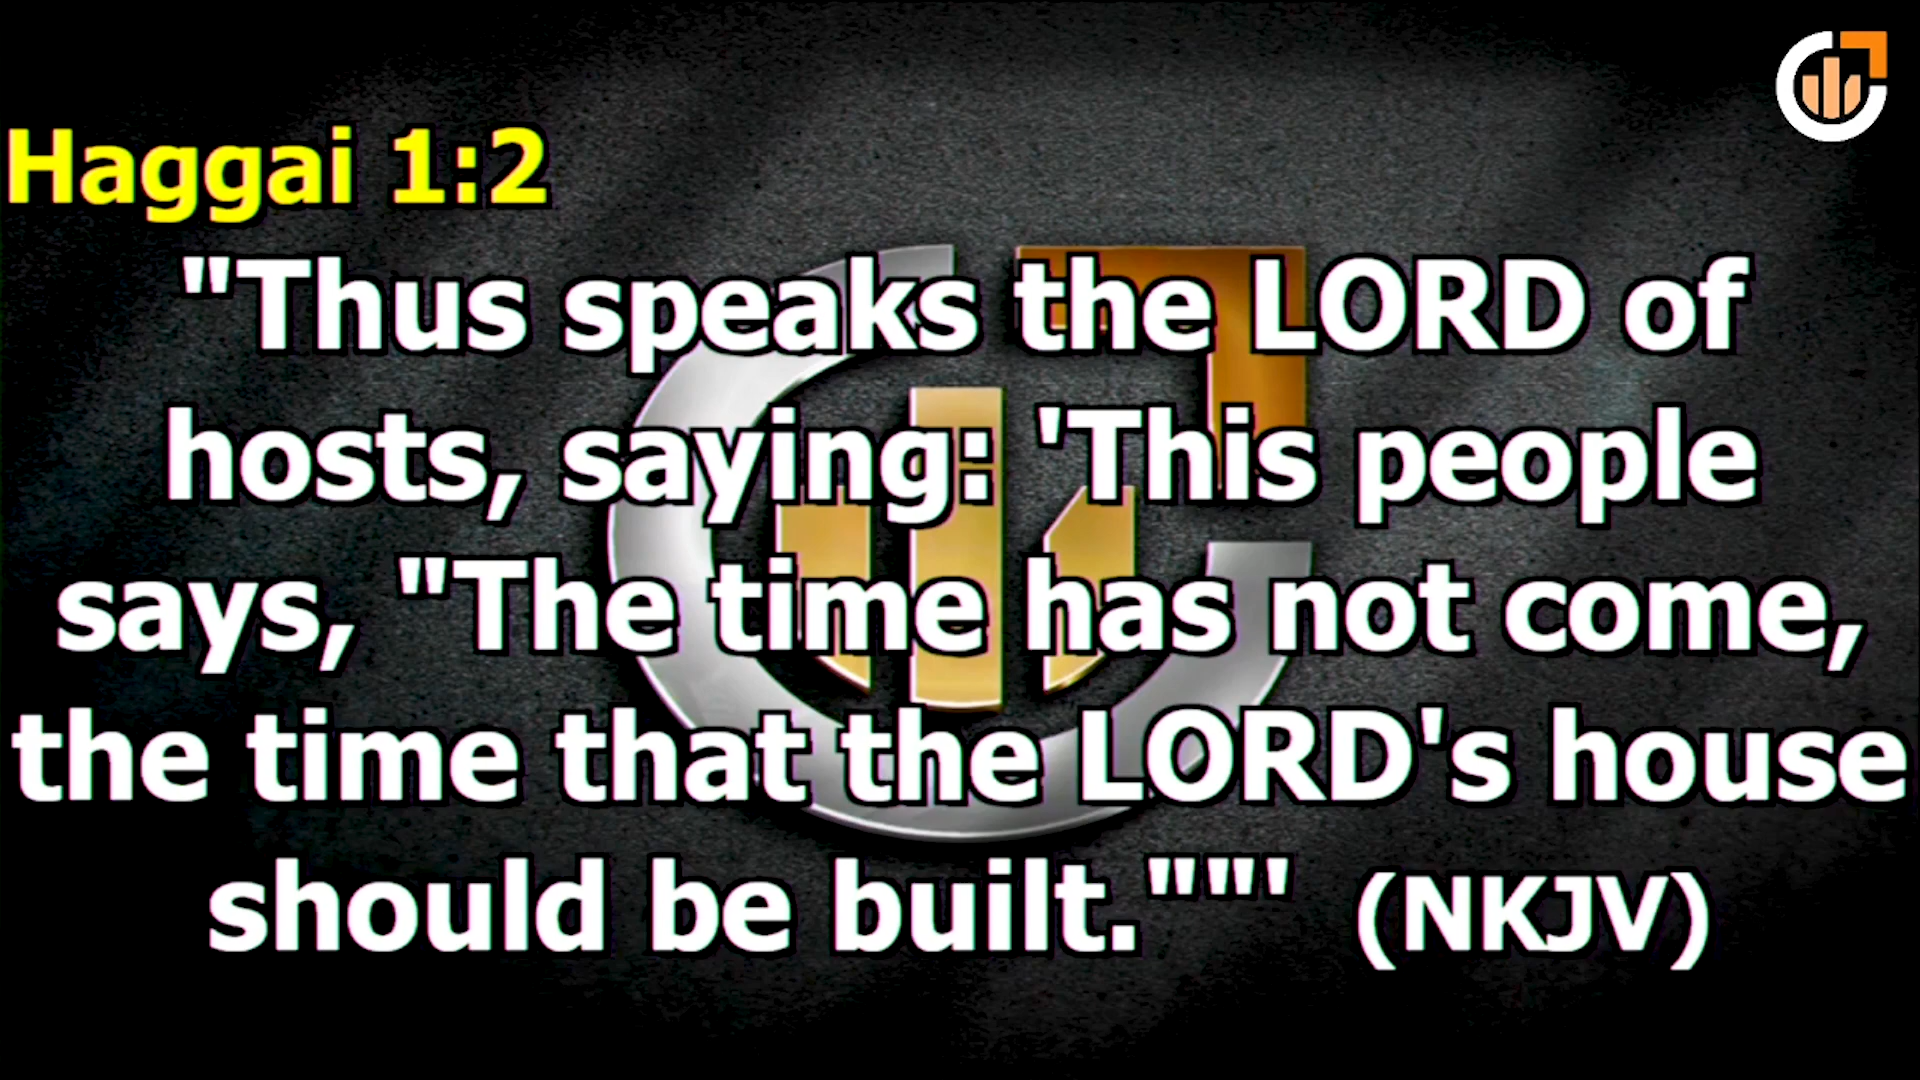 Haggai 1:2
"Thus speaks the LORD of
hosts, saying: 'This people
says, "The time has not come,
the time that the LORD's house
should be built.""' (NKJV)